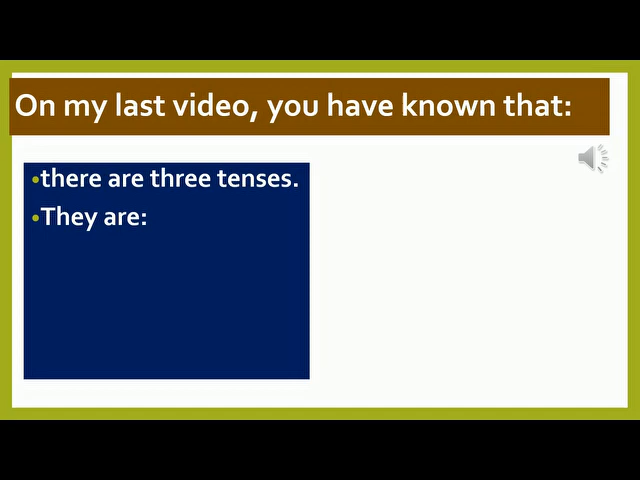 On my last video, you have known that:
•there are three tenses.
•They are: